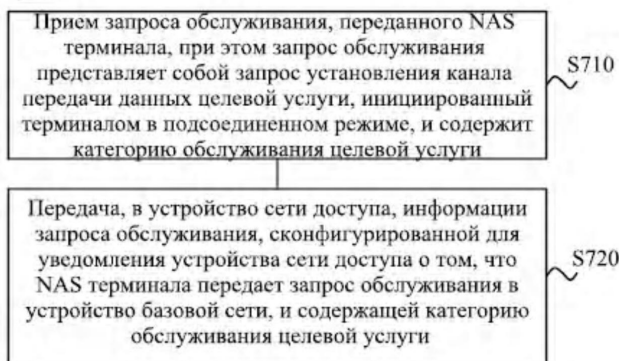 Прием запроса обслуживания, переданного NAS
терминала, при этом запрос обслуживания
представляет собой запрос установления канала
передачи данных целевой услуги, инициированный
терминалом в подсоединенном режиме, и содержит
категорию обслуживания целевой услуги
S710
Передача, в устройство сети доступа, информации
запроса обслуживания, сконфигурированной для
уведомления устройства сети доступа о том, что
NAS терминала передает запрос обслуживания в
устройство базовой сети, и содержащей категорию
обслуживания целевой услуги
S720